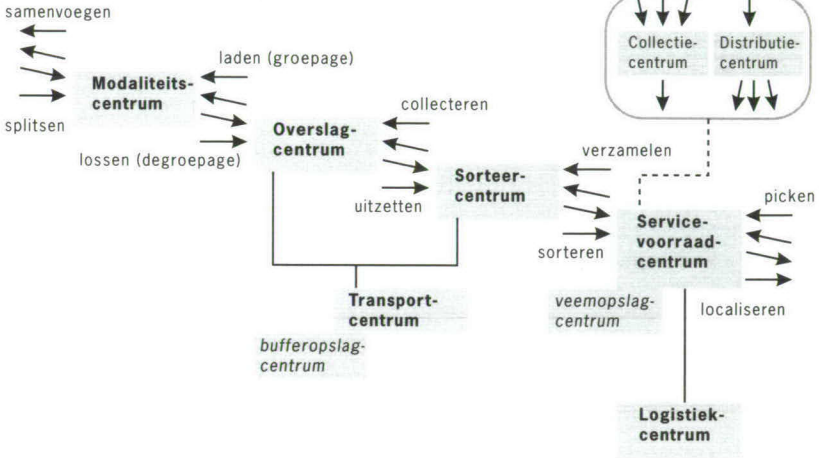 samenvoegen
splitsen
Modaliteits-
centrum
laden (groepage)
lossen (degroepage)
Overslag-
centrum
collecteren
uitzetten
Sorteer-
centrum
verzamelen
sorteren
Collectie-
centrum
Distributie-
centrum
Service-
voorraad-
centrum
picken
localiseren
Transport-
centrum
bufferopslag-
centrum
veemopslag-
centrum
Logistiek-
centrum